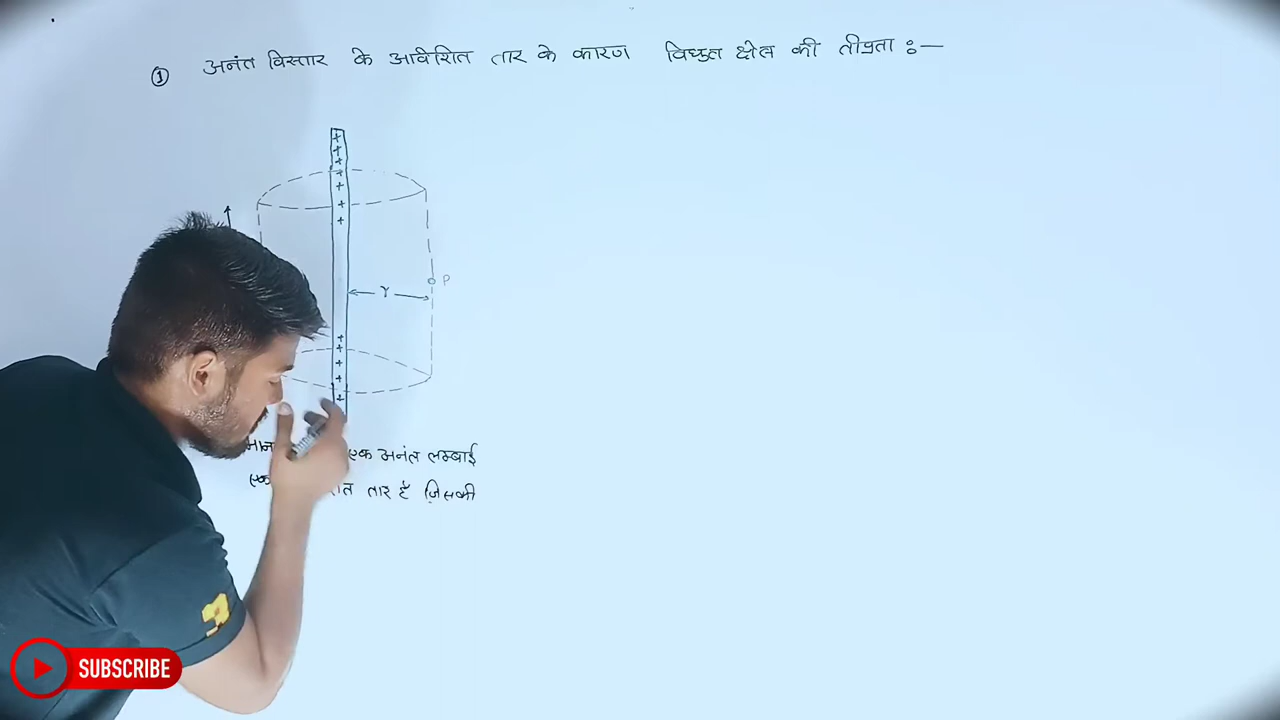 ① अनंत विस्तार के आवेशित तार के कारण विद्युत क्षेत्र की तीव्रता :—
+
+
+
+
+
+
+
P
r
+
+
+
+
+
एक अनंत लम्बाई
तार है जिसकी
SUBSCRIBE